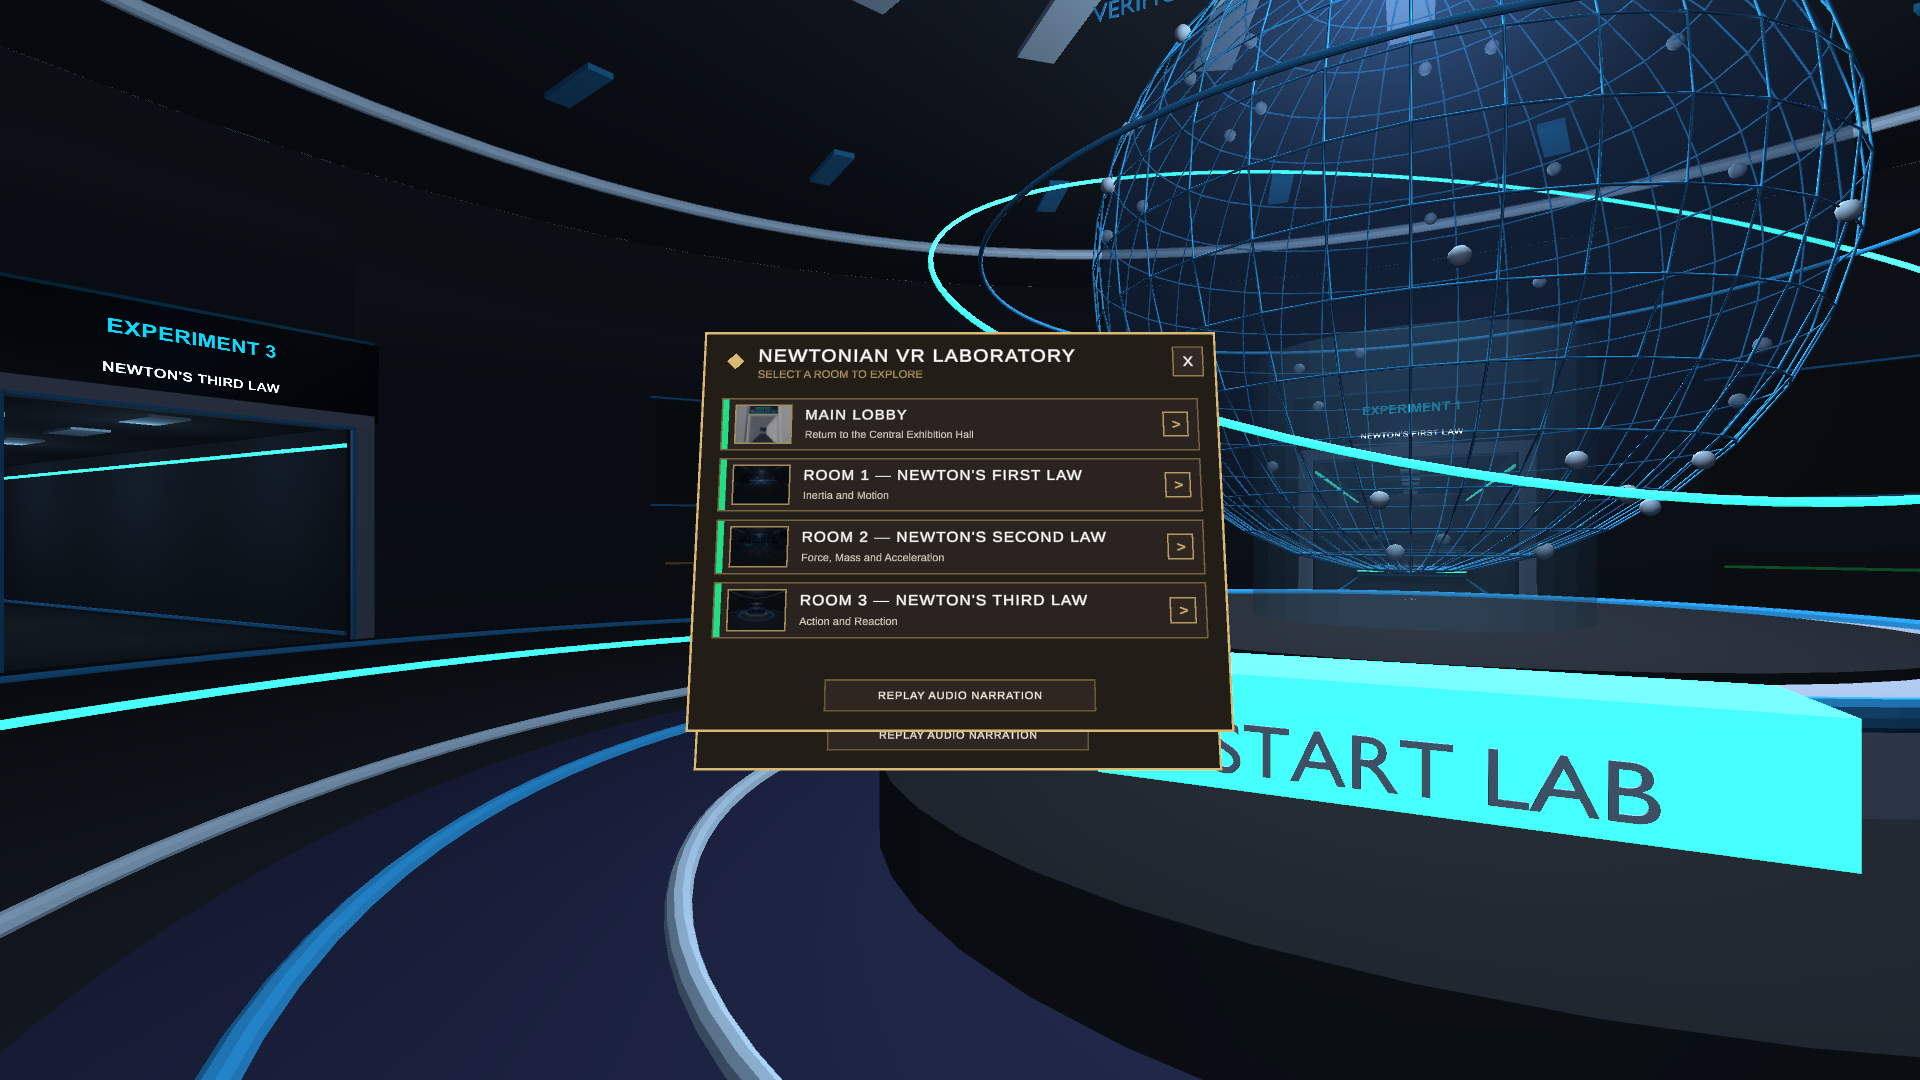 EXPERIMENT 3
NEWTON'S THIRD LAW
NEWTONIAN VR LABORATORY
SELECT A ROOM TO EXPLORE
X
MAIN LOBBY
Return to the Central Exhibition Hall
>
ROOM 1 — NEWTON'S FIRST LAW
Inertia and Motion
>
ROOM 2 — NEWTON'S SECOND LAW
Force, Mass and Acceleration
>
ROOM 3 — NEWTON'S THIRD LAW
Action and Reaction
>
REPLAY AUDIO NARRATION
REPLAY AUDIO NARRATION
EXPERIMENT 1
NEWTON'S FIRST LAW
START LAB